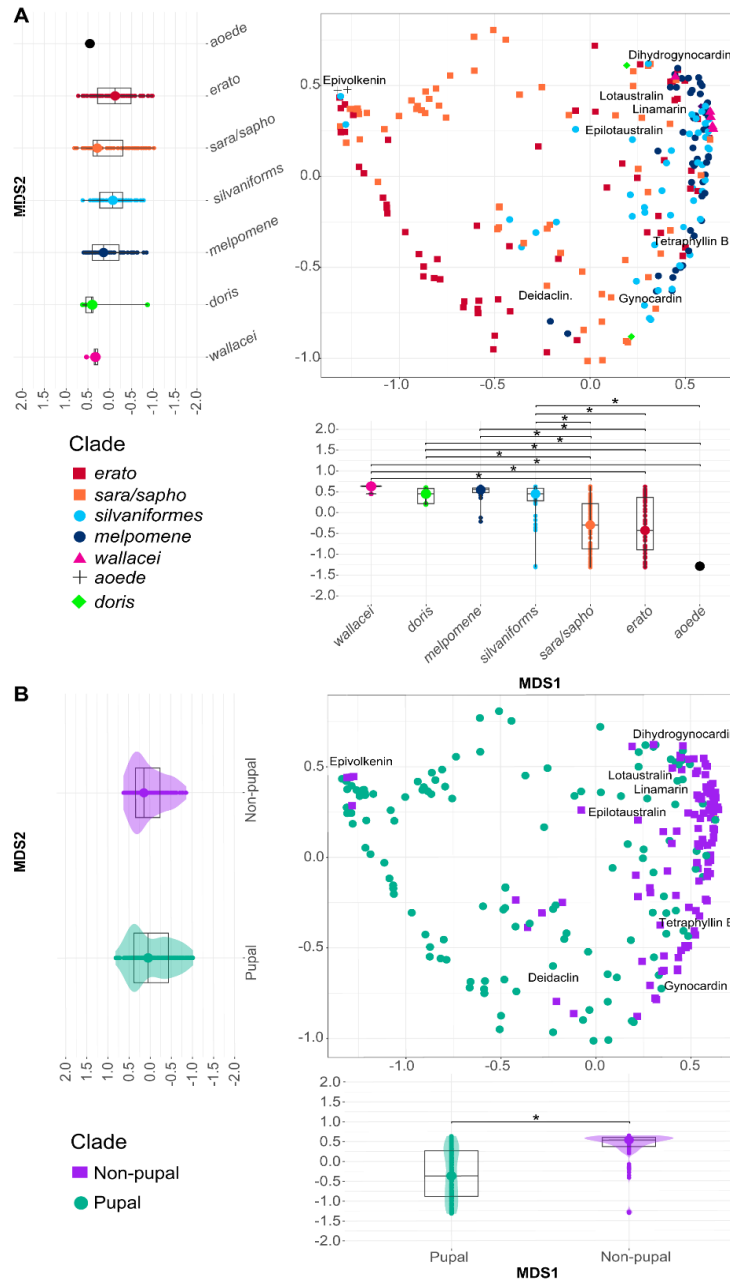 A
MDS2
aoede
erato
sara/sapho
silvaniforms
melpomene
doris
wallacei
2.0
1.5
1.0
0.5
0.0
-0.5
-1.0
-1.5
-2.0
0.5
0.0
-0.5
-1.0
Epivolkenin
Dihydrogynocardin
Lotaustralin
Linamarin
Epilotaustralin
Tetraphyllin B
Deidaclin.
Gynocardin
-1.0 -0.5 0.0 0.5
Clade
erato
sara/sapho
silvaniformes
melpomene
wallacei
aoede
doris
* 
*
*
*
*
*
*
*
*
*
*
2.0
1.5
1.0
0.5
0.0
-0.5
-1.0
-1.5
-2.0
wallacei
doris
melpomene
silvaniforms
sara/sapho
erato
aoede
MDS1
B
MDS2
Non-pupal
Pupal
2.0
1.5
1.0
0.5
0.0
-0.5
-1.0
-1.5
-2.0
0.5
0.0
-0.5
-1.0
Epivolkenin
Dihydrogynocardin
Lotaustralin
Linamarin
Epilotaustralin
Tetraphyllin B
Deidaclin
Gynocardin
-1.0 -0.5 0.0 0.5
Clade
Non-pupal
Pupal
*
2.0
1.5
1.0
0.5
0.0
-0.5
-1.0
-1.5
-2.0
Pupal Non-pupal
MDS1